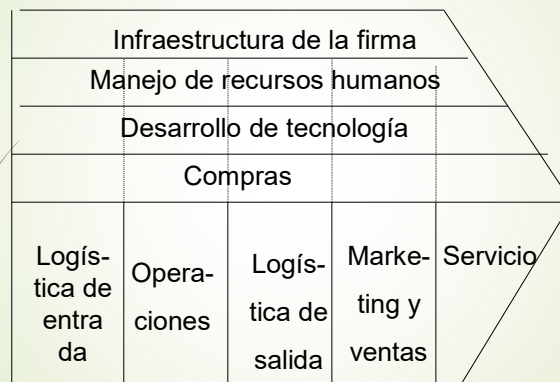 Infraestructura de la firma
Manejo de recursos humanos
Desarrollo de tecnología
Compras
Logís-
tica de
entra
da
Opera-
ciones
Logís-
tica de
salida
Marke-
ting y
ventas
Servicio